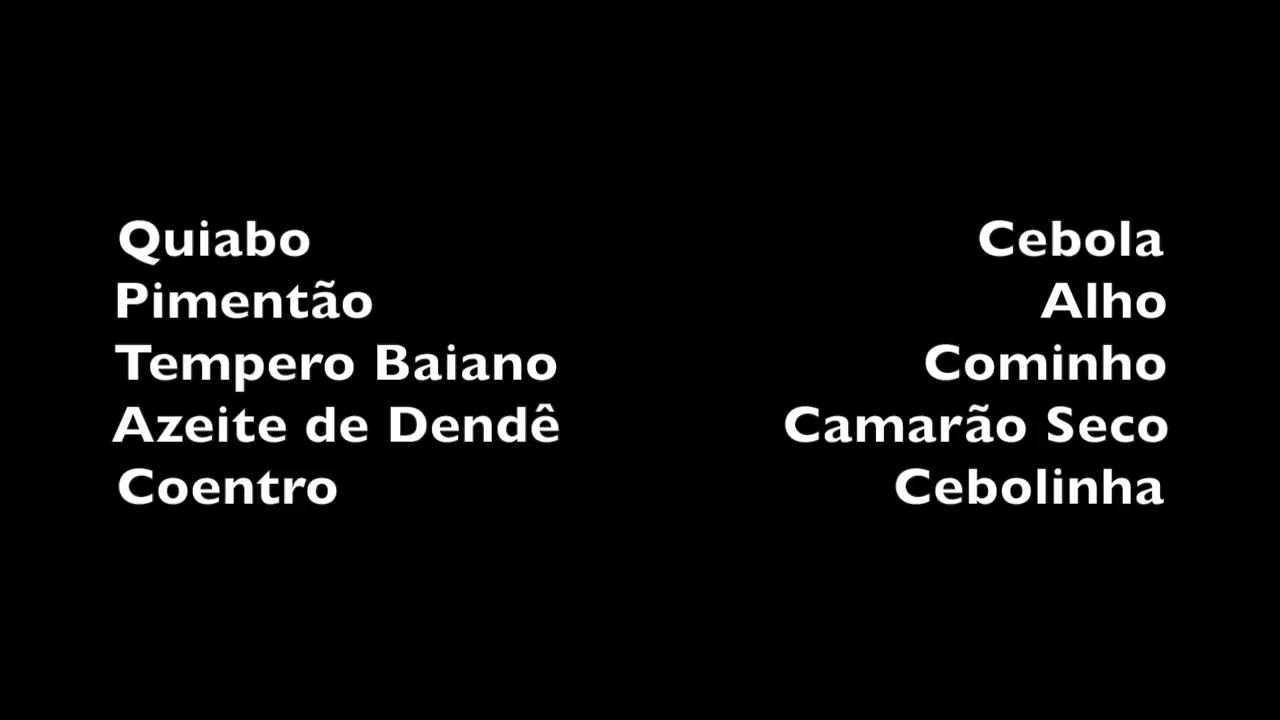 Quiabo
Pimentão
Tempero Baiano
Azeite de Dendê
Coentro
Cebola
Alho
Cominho
Camarão Seco
Cebolinha